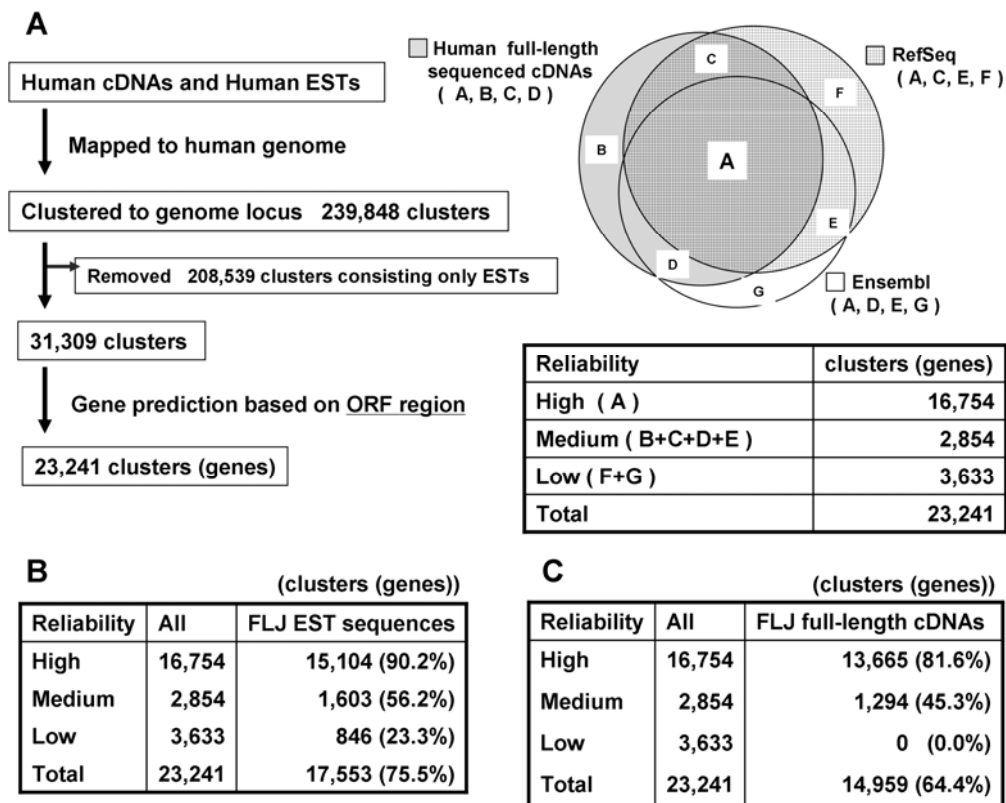 A
Human cDNAs and Human ESTs
Mapped to human genome
Clustered to genome locus 239,848 clusters
Removed 208,539 clusters consisting only ESTs
31,309 clusters
Gene prediction based on ORF region
23,241 clusters (genes)
Human full-length
sequenced cDNAs
( A, B, C, D )
RefSeq
( A, C, E, F )
C
F
B
A
E
D
G
Ensembl
( A, D, E, G )
Reliability clusters (genes)
High ( A ) 16,754
Medium ( B+C+D+E ) 2,854
Low ( F+G ) 3,633
Total 23,241
B
(clusters (genes))
Reliability All FLJ EST sequences
High 16,754 15,104 (90.2%)
Medium 2,854 1,603 (56.2%)
Low 3,633 846 (23.3%)
Total 23,241 17,553 (75.5%)
C
(clusters (genes))
Reliability All FLJ full-length cDNAs
High 16,754 13,665 (81.6%)
Medium 2,854 1,294 (45.3%)
Low 3,633 0 (0.0%)
Total 23,241 14,959 (64.4%)